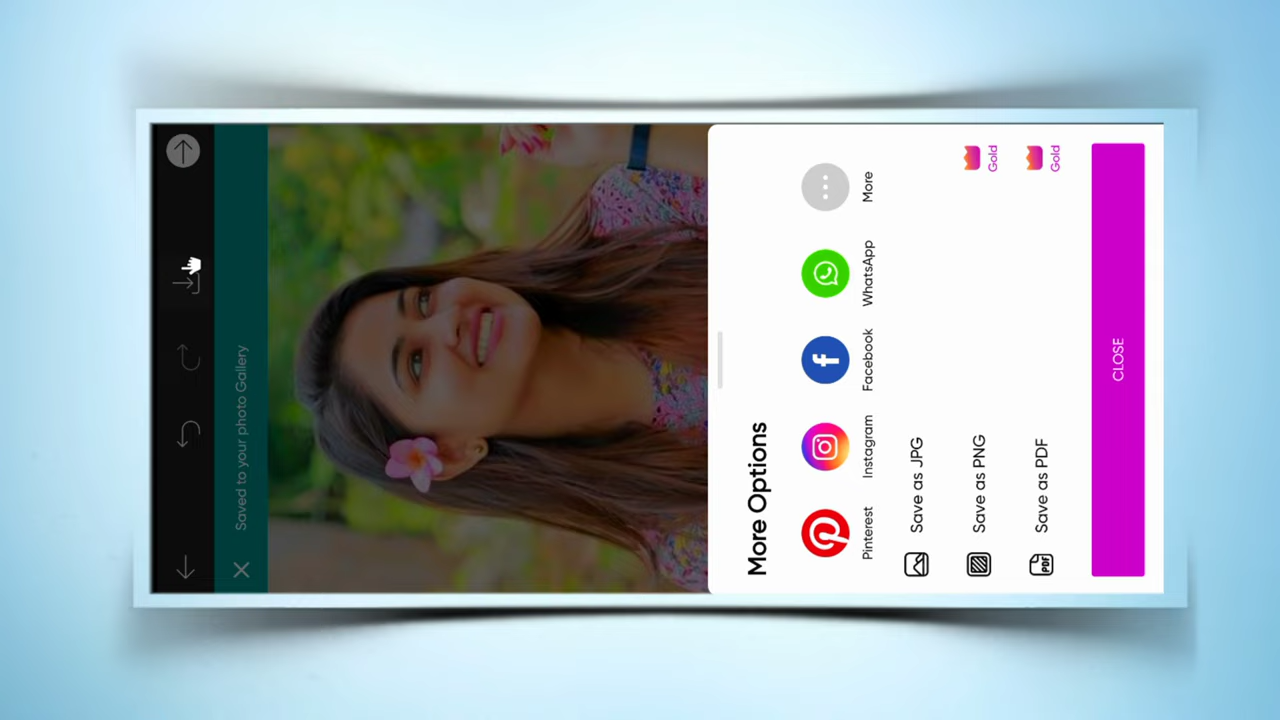 Saved to your photo Gallery
More Options
Pinterest
Instagram
Facebook
WhatsApp
More
Save as JPG
Save as PNG
Gold
Save as PDF
PDF
Gold
CLOSE